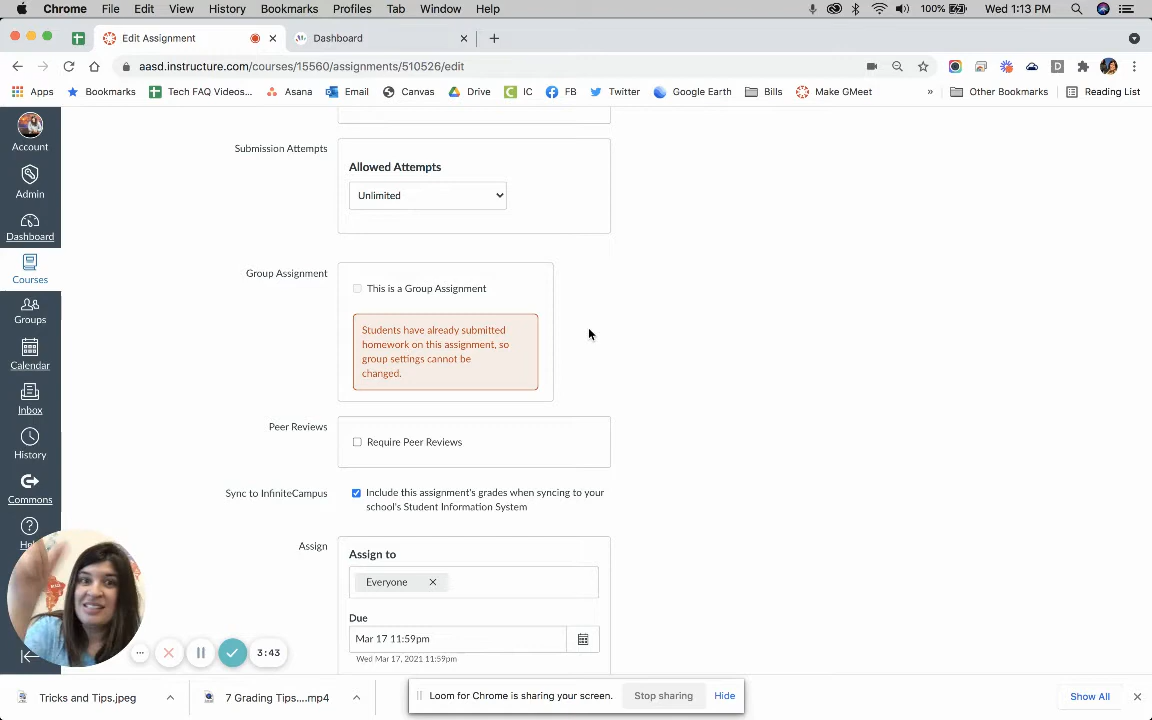 Chrome File Edit View History Bookmarks Profiles Tab Window Help 100% Wed 1:13 PM
Edit Assignment Dashboard
aasd.instructure.com/courses/15560/assignments/510526/edit
Apps Bookmarks Tech FAQ Videos... Asana Email Canvas Drive IC FB Twitter Google Earth Bills Make GMeet » Other Bookmarks Reading List
Account
Admin
Dashboard
Courses
Groups
Calendar
Inbox
History
Commons
Submission Attempts
Allowed Attempts
Unlimited
Group Assignment
This is a Group Assignment
Students have already submitted
homework on this assignment, so
group settings cannot be
changed.
Peer Reviews
Require Peer Reviews
Sync to InfiniteCampus
Include this assignment's grades when syncing to your
school's Student Information System
Assign
Assign to
Everyone
Due
Mar 17 11:59pm
Wed Mar 17, 2021 11:59pm
3:43
Tricks and Tips.jpeg
7 Grading Tips....mp4
Loom for Chrome is sharing your screen. Stop sharing Hide
Show All